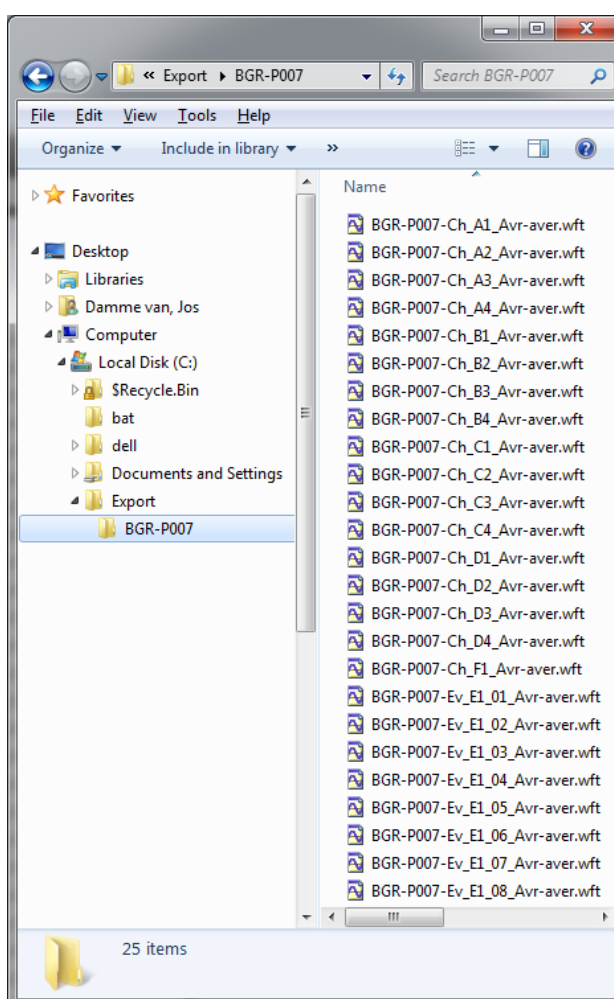 « Export BGR-P007
Search BGR-P007
File Edit View Tools Help
Organize Include in library »
Favorites
Desktop
Libraries
Damme van, Jos
Computer
Local Disk (C:)
$Recycle.Bin
bat
dell
Documents and Settings
Export
BGR-P007
Name
BGR-P007-Ch_A1_Avr-aver.wft
BGR-P007-Ch_A2_Avr-aver.wft
BGR-P007-Ch_A3_Avr-aver.wft
BGR-P007-Ch_A4_Avr-aver.wft
BGR-P007-Ch_B1_Avr-aver.wft
BGR-P007-Ch_B2_Avr-aver.wft
BGR-P007-Ch_B3_Avr-aver.wft
BGR-P007-Ch_B4_Avr-aver.wft
BGR-P007-Ch_C1_Avr-aver.wft
BGR-P007-Ch_C2_Avr-aver.wft
BGR-P007-Ch_C3_Avr-aver.wft
BGR-P007-Ch_C4_Avr-aver.wft
BGR-P007-Ch_D1_Avr-aver.wft
BGR-P007-Ch_D2_Avr-aver.wft
BGR-P007-Ch_D3_Avr-aver.wft
BGR-P007-Ch_D4_Avr-aver.wft
BGR-P007-Ch_F1_Avr-aver.wft
BGR-P007-Ev_E1_01_Avr-aver.wft
BGR-P007-Ev_E1_02_Avr-aver.wft
BGR-P007-Ev_E1_03_Avr-aver.wft
BGR-P007-Ev_E1_04_Avr-aver.wft
BGR-P007-Ev_E1_05_Avr-aver.wft
BGR-P007-Ev_E1_06_Avr-aver.wft
BGR-P007-Ev_E1_07_Avr-aver.wft
BGR-P007-Ev_E1_08_Avr-aver.wft
25 items